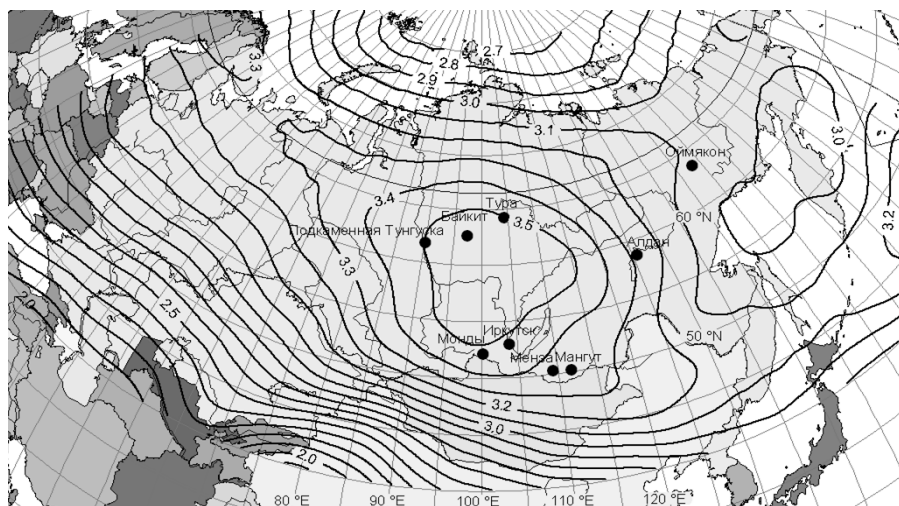 2.7
2.8
3.3
2.9
3.0
3.1
3.0
Оймякон
3.4
Тура
3.2
Байкит
3.5
60 °N
Подкаменная Тунгуска
Алдан
3.3
2.0
2.5
Иркутск
50 °N
Монды
Менза Мангут
3.2
3.0
2.0
80 °E 90 °E 100 °E 110 °E 120 °E